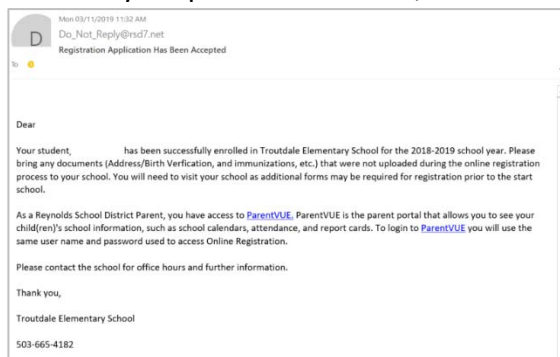 D
Mon 03/11/2019 11:32 AM
Do_Not_Reply@rsd7.net
Registration Application Has Been Accepted
To
Dear
Your student, has been successfully enrolled in Troutdale Elementary School for the 2018-2019 school year. Please
bring any documents (Address/Birth Verfication, and immunizations, etc.) that were not uploaded during the online registration
process to your school. You will need to visit your school as additional forms may be required for registration prior to the start
school.
As a Reynolds School District Parent, you have access to ParentVUE. ParentVUE is the parent portal that allows you to see your
child(ren)'s school information, such as school calendars, attendance, and report cards. To login to ParentVUE you will use the
same user name and password used to access Online Registration.
Please contact the school for office hours and further information.
Thank you,
Troutdale Elementary School
503-665-4182